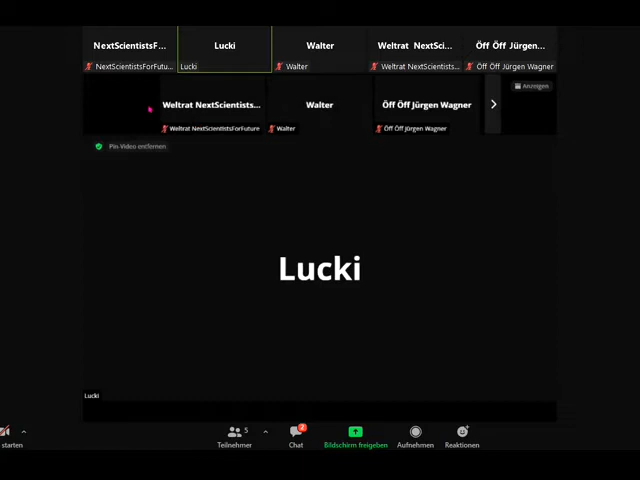 NextScientistsF...
Lucki
Walter
Weltrat NextSci...
Öff Öff Jürgen...
NextScientistsForFutu...
Lucki
Walter
Weltrat NextScientists...
Öff Öff Jürgen Wagner
Weltrat NextScientists...
Walter
Öff Öff Jürgen Wagner
Anzeigen
Weltrat NextScientistsForFuture
Walter
Öff Öff Jürgen Wagner
Pin Video entfernen
Lucki
Lucki
5
2
starten
Teilnehmer
Chat
Bildschirm freigeben
Aufnehmen
Reaktionen